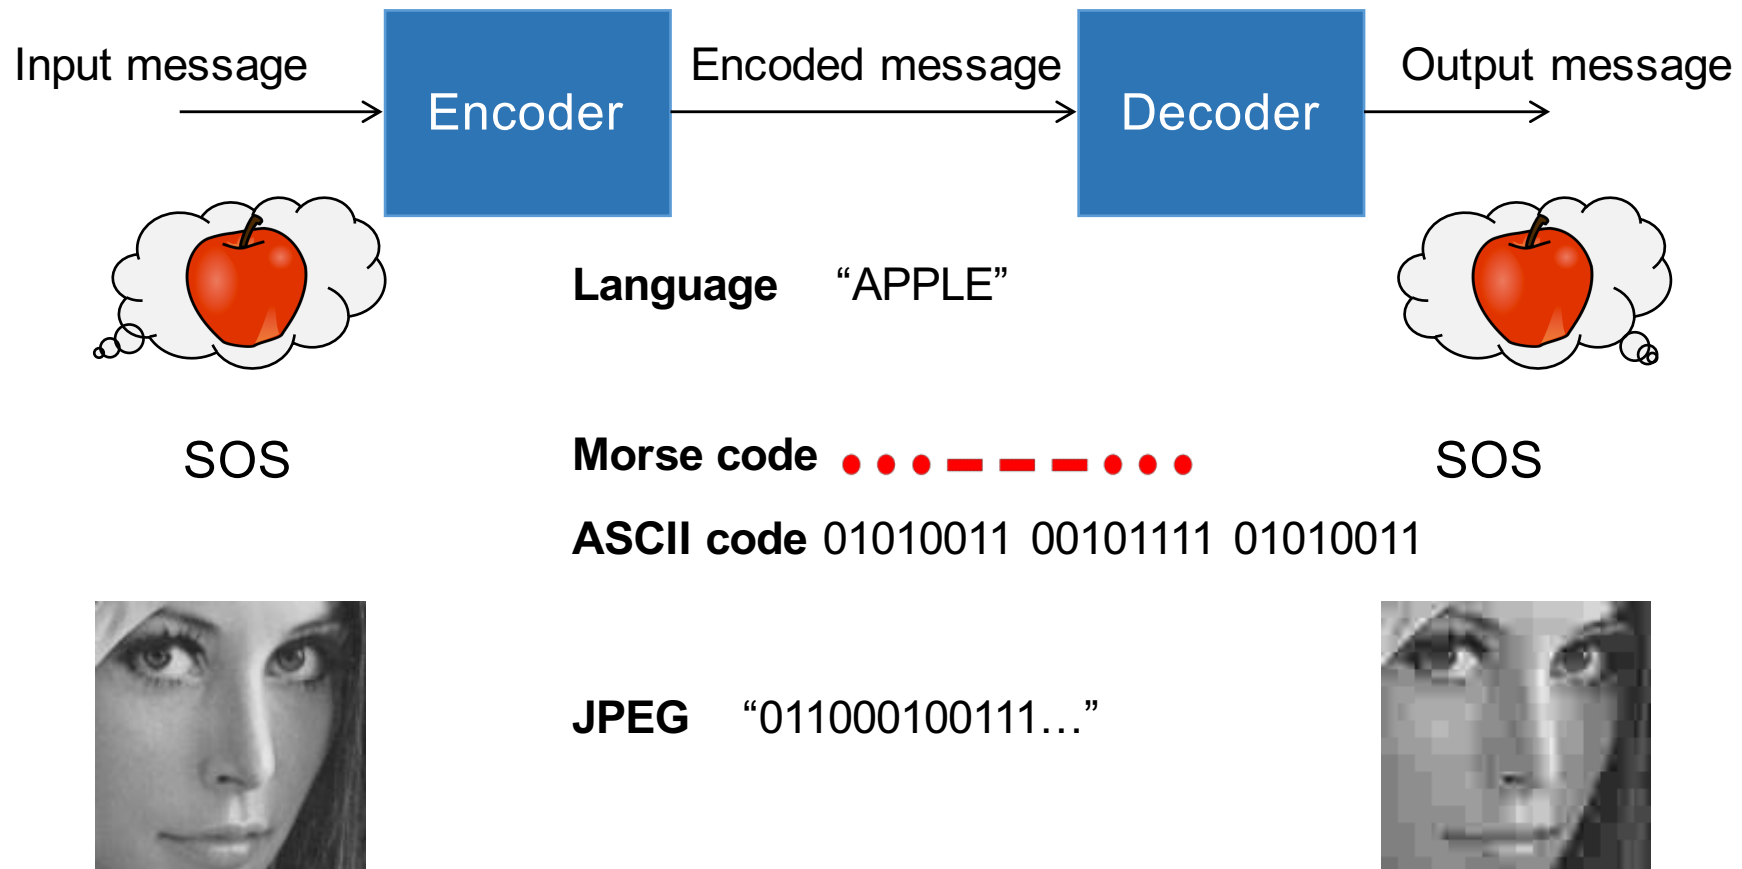 Input message
Encoder
Encoded message
Decoder
Output message
Language “APPLE”
SOS
Morse code
SOS
ASCII code 01010011 00101111 01010011
JPEG “011000100111…”